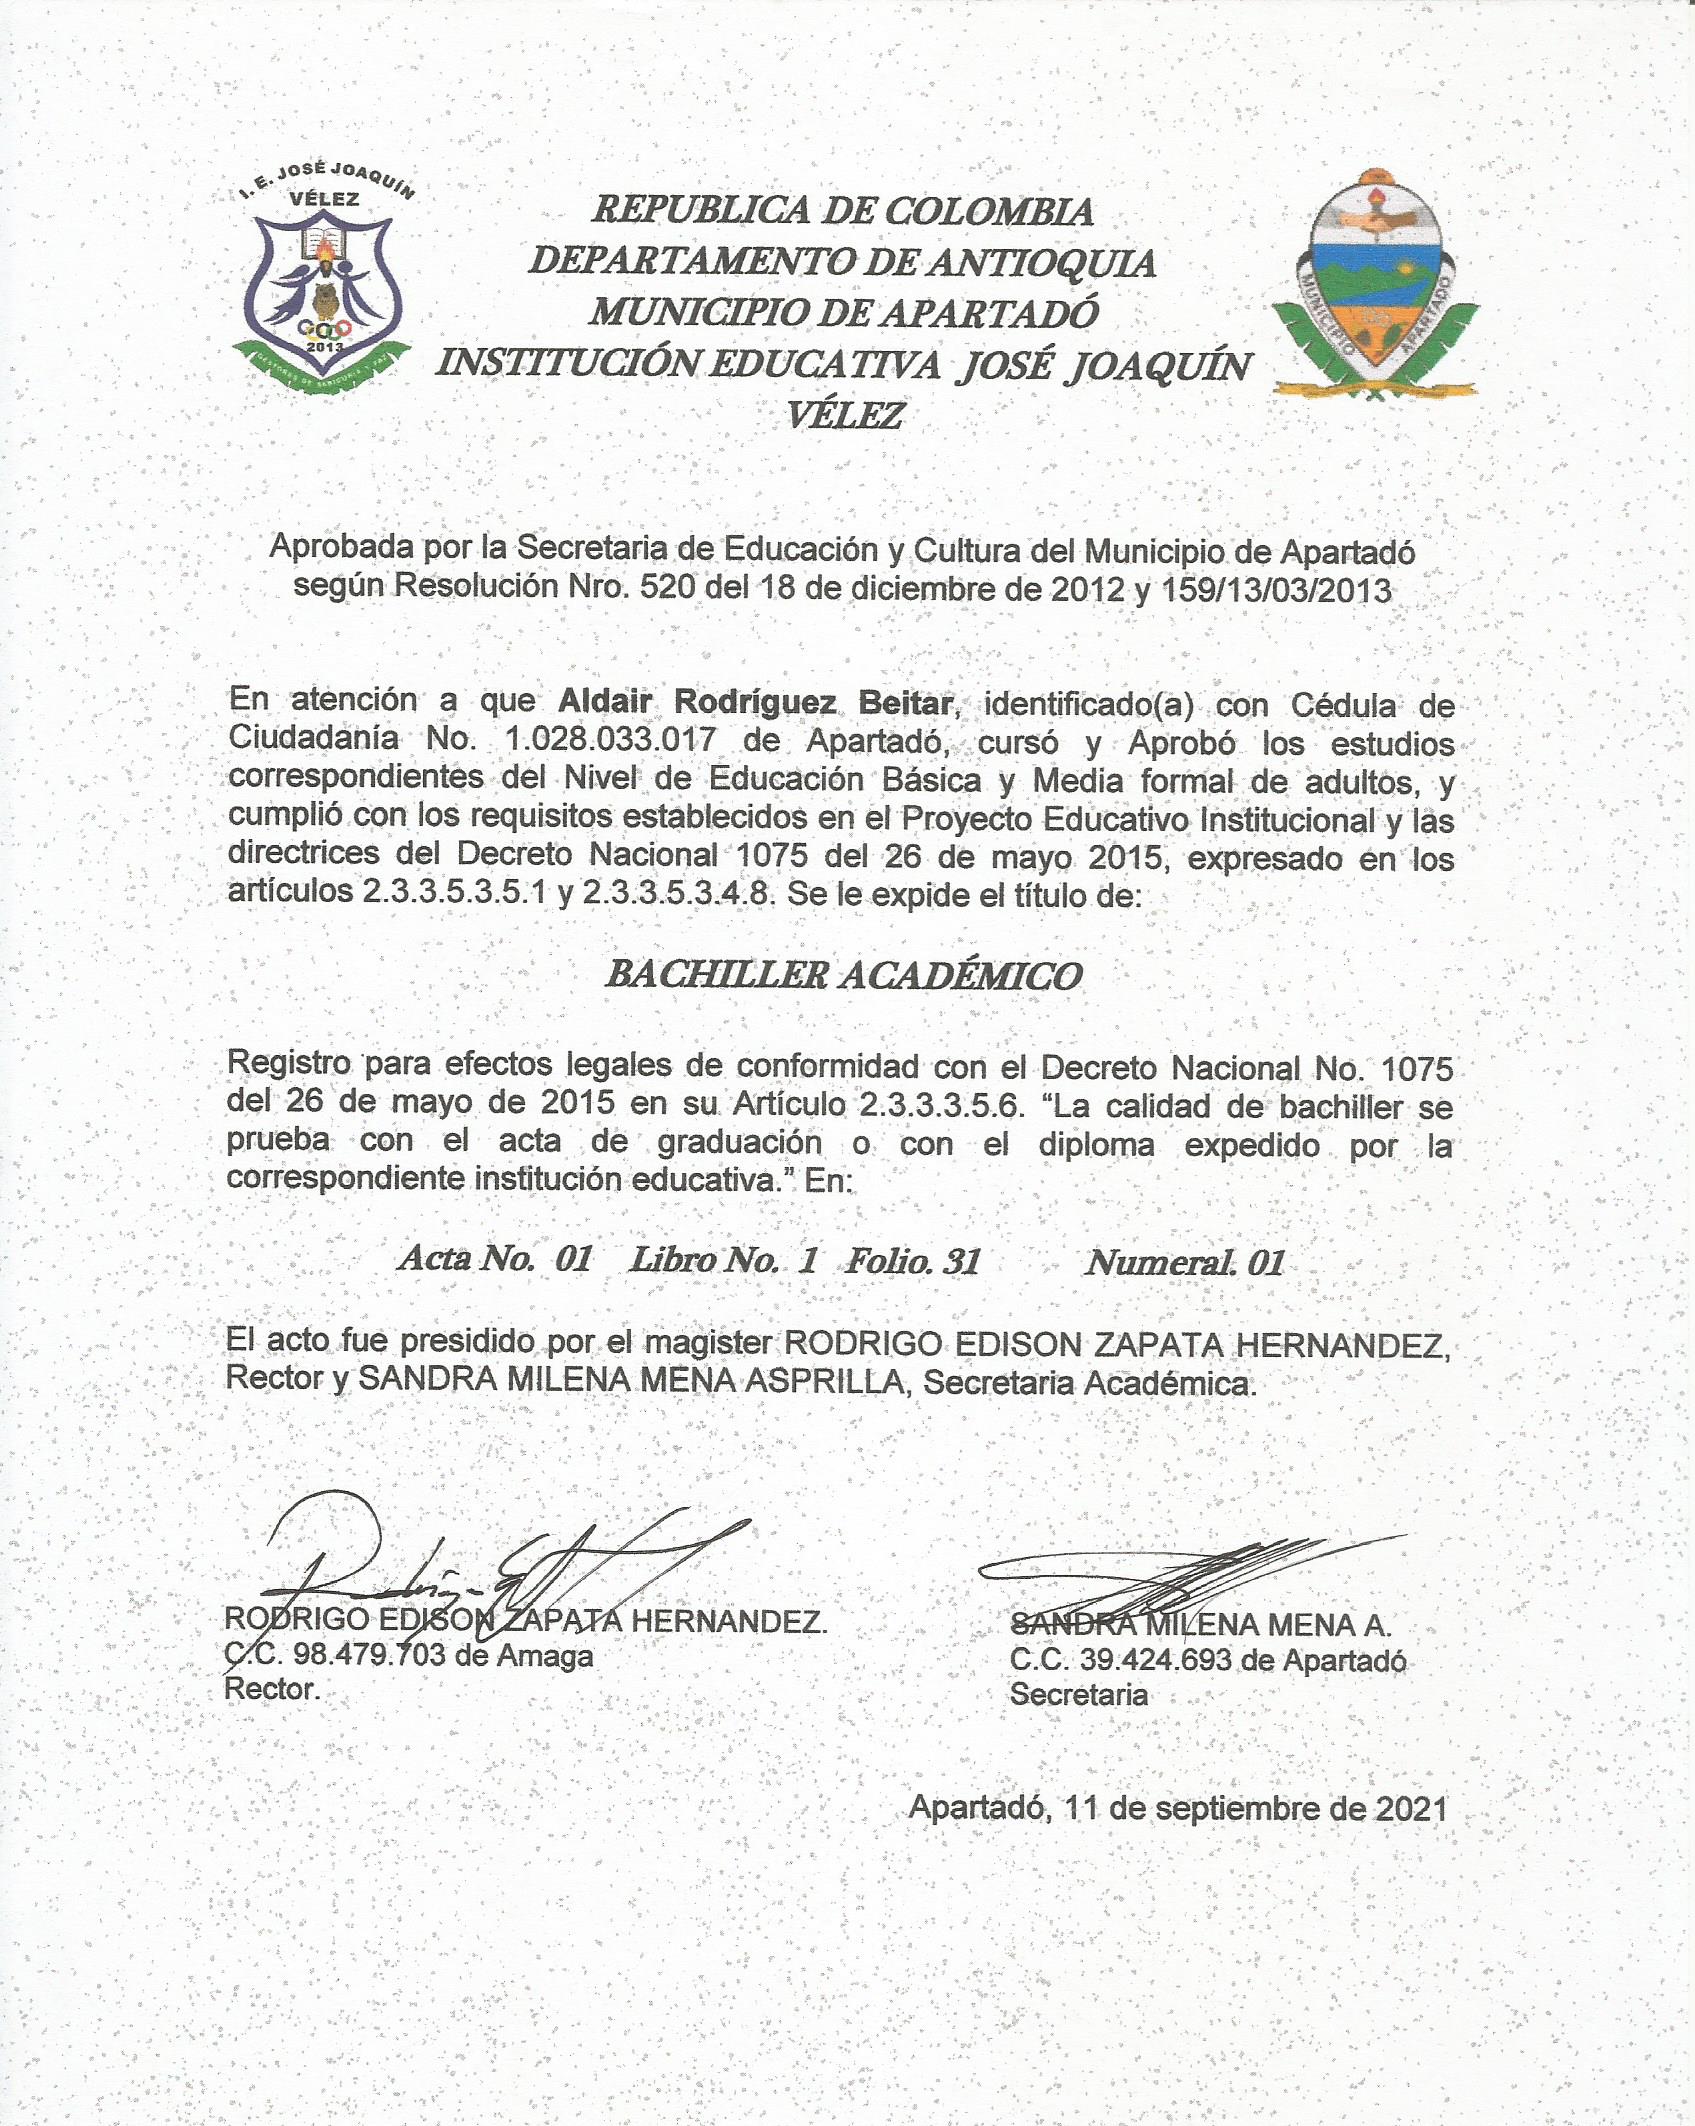 I. E. JOSÉ JOAQUÍN
VÉLEZ
2013
GESTORES DE SABIDURIA Y PAZ
REPUBLICA DE COLOMBIA
DEPARTAMENTO DE ANTIOQUIA
MUNICIPIO DE APARTADÓ
INSTITUCIÓN EDUCATIVA JOSÉ JOAQUÍN
VÉLEZ
MUNICIPIO APARTADO
Aprobada por la Secretaria de Educación y Cultura del Municipio de Apartadó
según Resolución Nro. 520 del 18 de diciembre de 2012 y 159/13/03/2013
En atención a que Aldair Rodríguez Beitar, identificado(a) con Cédula de
Ciudadanía No. 1.028.033.017 de Apartadó, cursó y Aprobó los estudios
correspondientes del Nivel de Educación Básica y Media formal de adultos, y
cumplió con los requisitos establecidos en el Proyecto Educativo Institucional y las
directrices del Decreto Nacional 1075 del 26 de mayo 2015, expresado en los
artículos 2.3.3.5.3.5.1 y 2.3.3.5.3.4.8. Se le expide el título de:
BACHILLER ACADÉMICO
Registro para efectos legales de conformidad con el Decreto Nacional No. 1075
del 26 de mayo de 2015 en su Artículo 2.3.3.3.5.6. “La calidad de bachiller se
prueba con el acta de graduación o con el diploma expedido por la
correspondiente institución educativa.” En:
Acta No. 01 Libro No. 1 Folio. 31 Numeral. 01
El acto fue presidido por el magister RODRIGO EDISON ZAPATA HERNANDEZ,
Rector y SANDRA MILENA MENA ASPRILLA, Secretaria Académica.
RODRIGO EDISON ZAPATA HERNANDEZ.
C.C. 98.479.703 de Amaga
Rector.
SANDRA MILENA MENA A.
C.C. 39.424.693 de Apartadó
Secretaria
Apartadó, 11 de septiembre de 2021